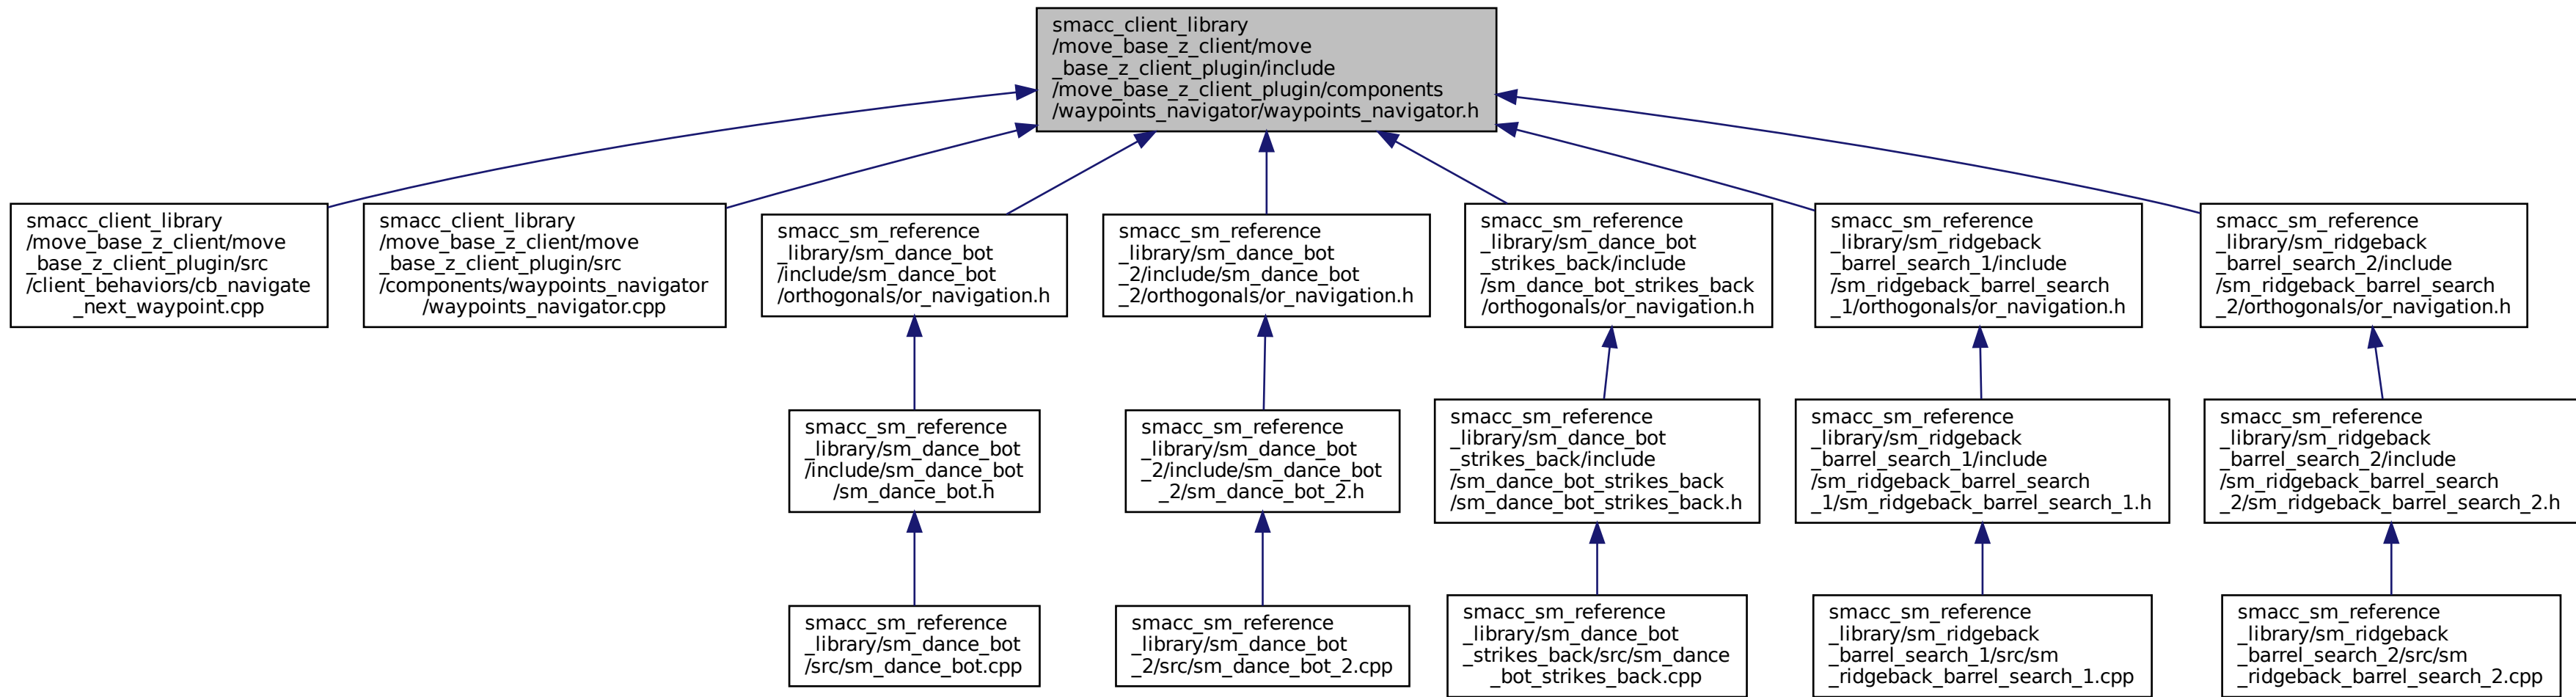 smacc_client_library
/move_base_z_client/move
_base_z_client_plugin/include
/move_base_z_client_plugin/components
/waypoints_navigator/waypoints_navigator.h
smacc_client_library
/move_base_z_client/move
_base_z_client_plugin/src
/client_behaviors/cb_navigate
_next_waypoint.cpp
smacc_client_library
/move_base_z_client/move
_base_z_client_plugin/src
/components/waypoints_navigator
/waypoints_navigator.cpp
smacc_sm_reference
_library/sm_dance_bot
/include/sm_dance_bot
/orthogonals/or_navigation.h
smacc_sm_reference
_library/sm_dance_bot
_2/include/sm_dance_bot
_2/orthogonals/or_navigation.h
smacc_sm_reference
_library/sm_dance_bot
_strikes_back/include
/sm_dance_bot_strikes_back
/orthogonals/or_navigation.h
smacc_sm_reference
_library/sm_ridgeback
_barrel_search_1/include
/sm_ridgeback_barrel_search
_1/orthogonals/or_navigation.h
smacc_sm_reference
_library/sm_ridgeback
_barrel_search_2/include
/sm_ridgeback_barrel_search
_2/orthogonals/or_navigation.h
smacc_sm_reference
_library/sm_dance_bot
/include/sm_dance_bot
/sm_dance_bot.h
smacc_sm_reference
_library/sm_dance_bot
_2/include/sm_dance_bot
_2/sm_dance_bot_2.h
smacc_sm_reference
_library/sm_dance_bot
_strikes_back/include
/sm_dance_bot_strikes_back
/sm_dance_bot_strikes_back.h
smacc_sm_reference
_library/sm_ridgeback
_barrel_search_1/include
/sm_ridgeback_barrel_search
_1/sm_ridgeback_barrel_search_1.h
smacc_sm_reference
_library/sm_ridgeback
_barrel_search_2/include
/sm_ridgeback_barrel_search
_2/sm_ridgeback_barrel_search_2.h
smacc_sm_reference
_library/sm_dance_bot
/src/sm_dance_bot.cpp
smacc_sm_reference
_library/sm_dance_bot
_2/src/sm_dance_bot_2.cpp
smacc_sm_reference
_library/sm_dance_bot
_strikes_back/src/sm_dance
_bot_strikes_back.cpp
smacc_sm_reference
_library/sm_ridgeback
_barrel_search_1/src/sm
_ridgeback_barrel_search_1.cpp
smacc_sm_reference
_library/sm_ridgeback
_barrel_search_2/src/sm
_ridgeback_barrel_search_2.cpp